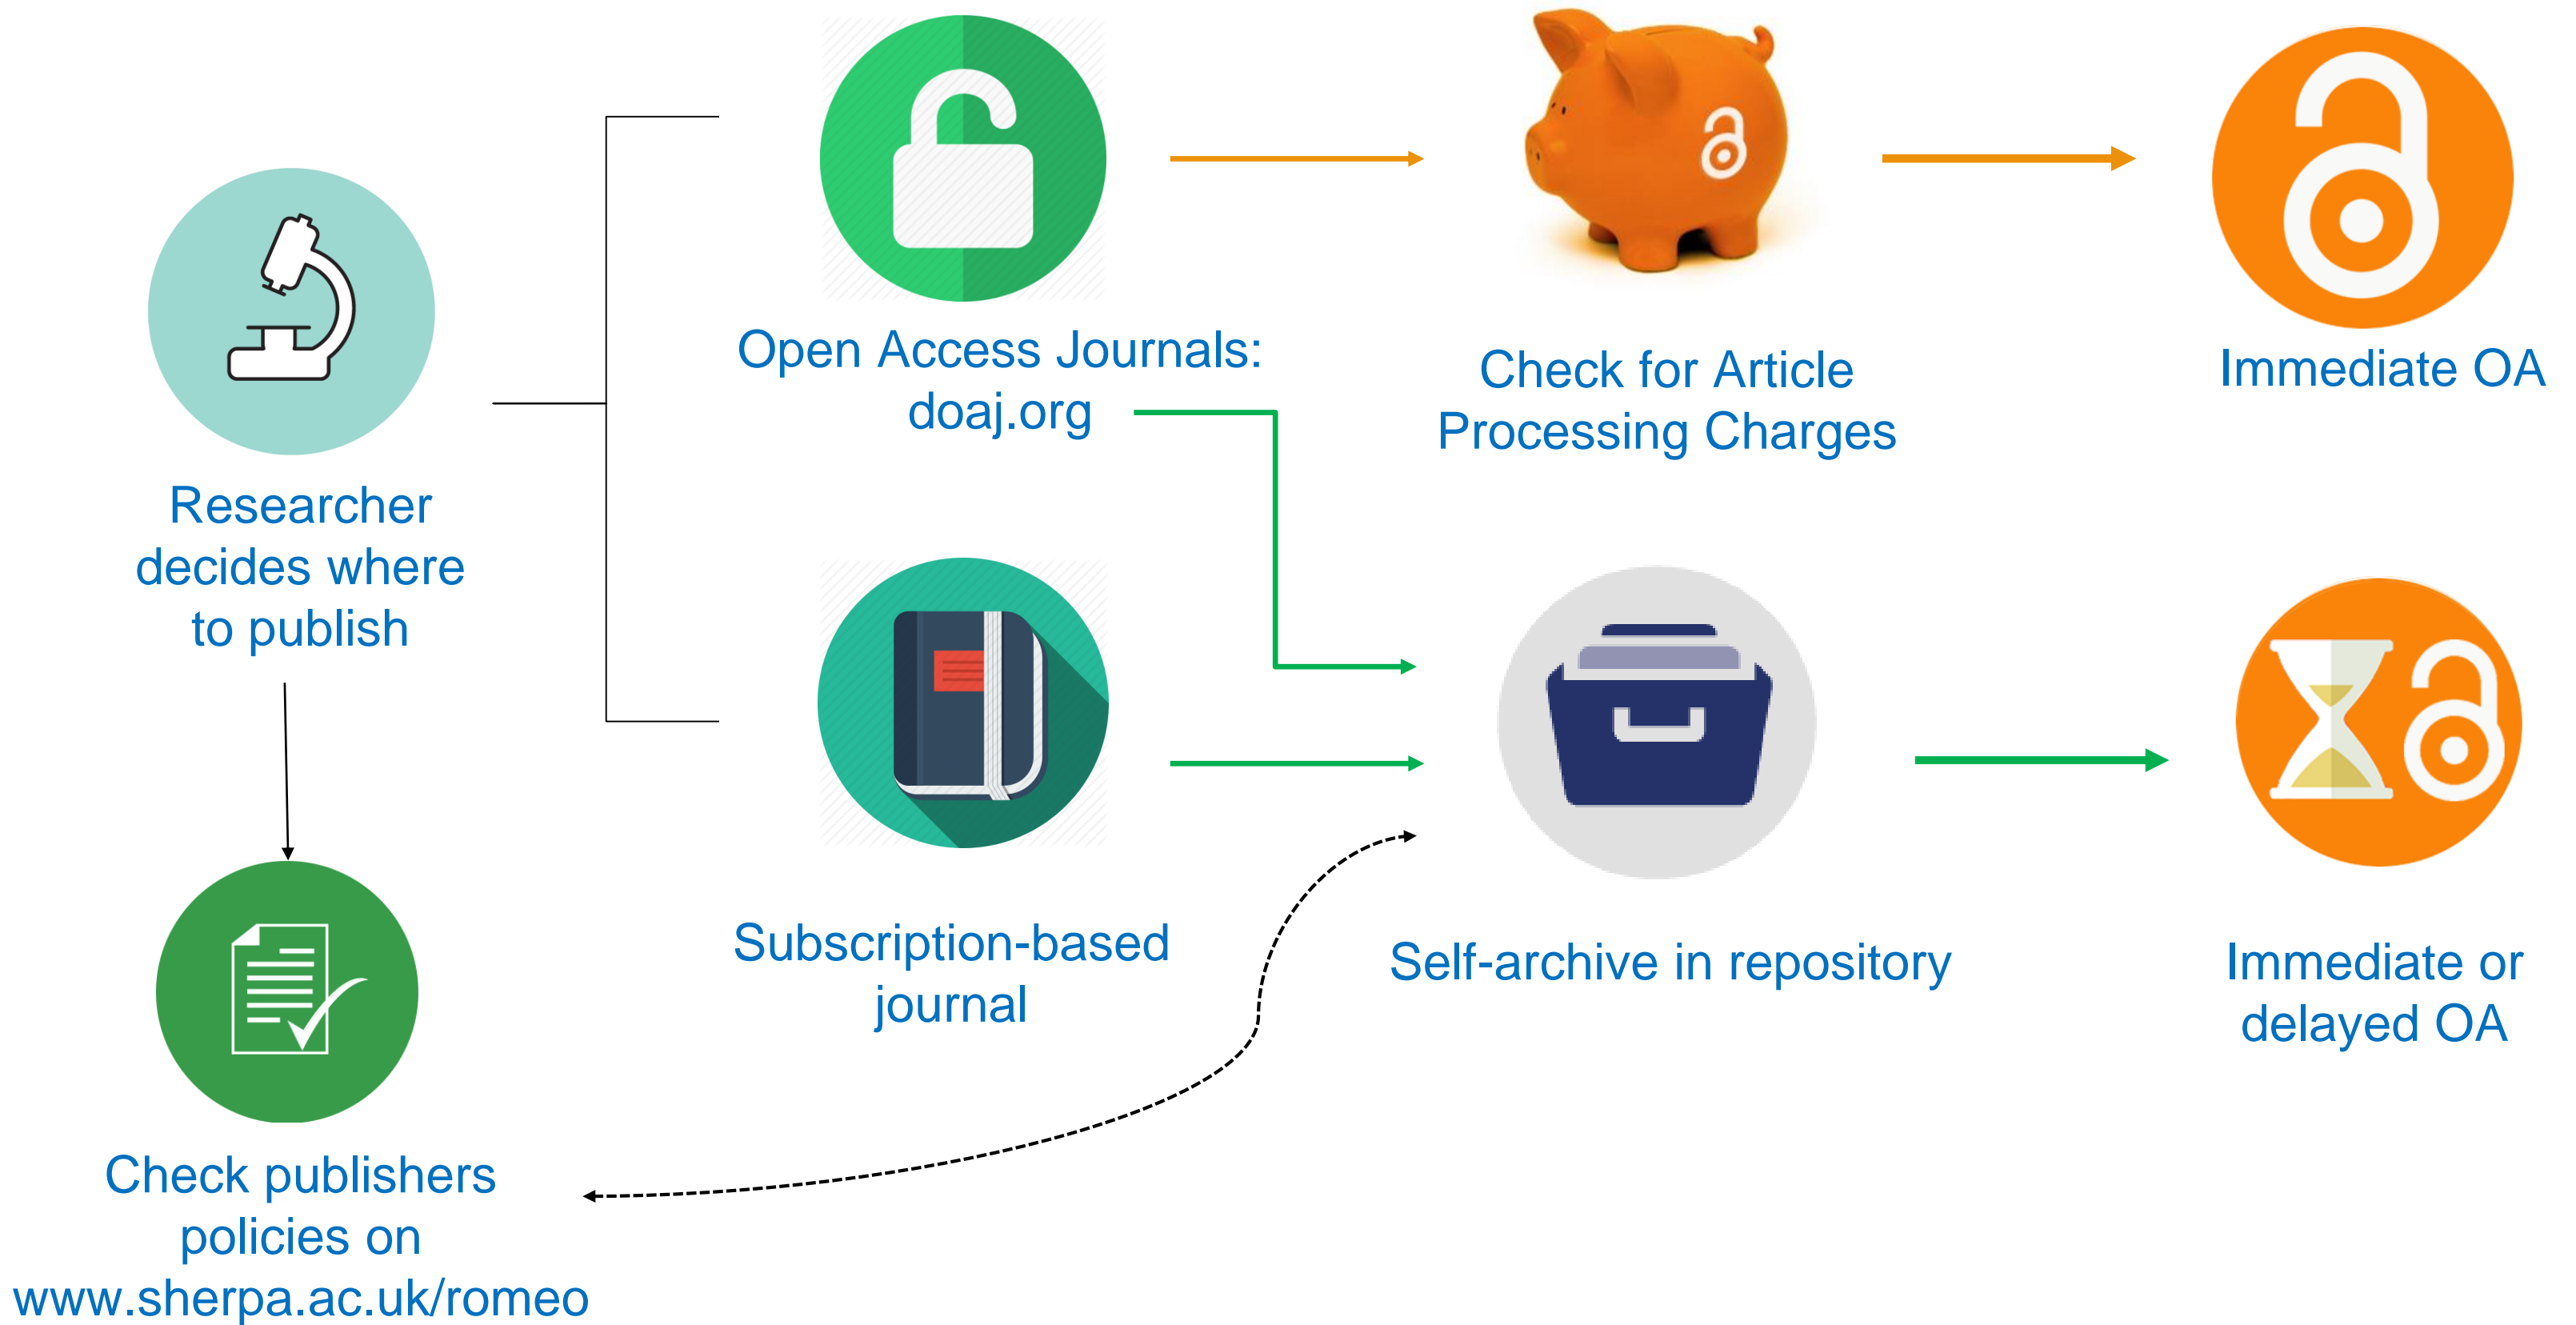 Open Access Journals:
doaj.org
Check for Article
Processing Charges
Immediate OA
Researcher
decides where
to publish
Subscription-based
journal
Self-archive in repository
Immediate or
delayed OA
Check publishers
policies on
www.sherpa.ac.uk/romeo